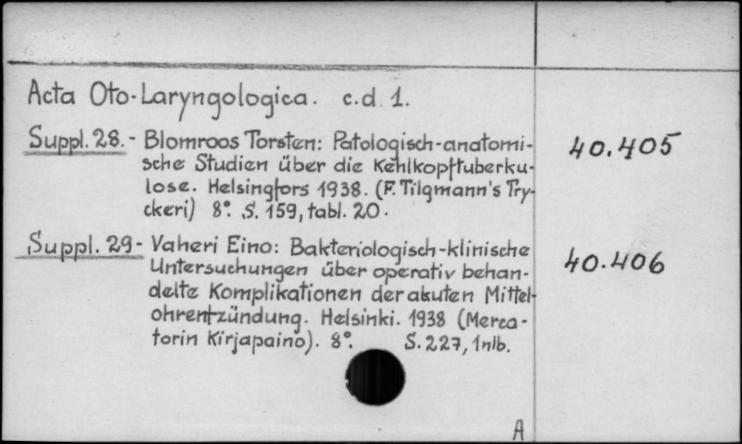 Acta Oto-Laryngologica. c.d 1.
Suppl. 28. - Blomroos Torsten: Patologisch-anatomi- 40.405
sche Studien über die Kehlkopftuberku-
lose. Helsingfors 1938. (F. Tilgmann's Try-
ckeri) 8°. S. 159, tabl. 20.
Suppl. 29 - Vaheri Eino: Bakteriologisch-klinische 40.406
Untersuchungen über operativ behan-
delte Komplikationen der akuten Mittel-
ohrentzündung. Helsinki. 1938 (Merca-
torin Kirjapaino). 8°. S. 227, 1nlb.
A